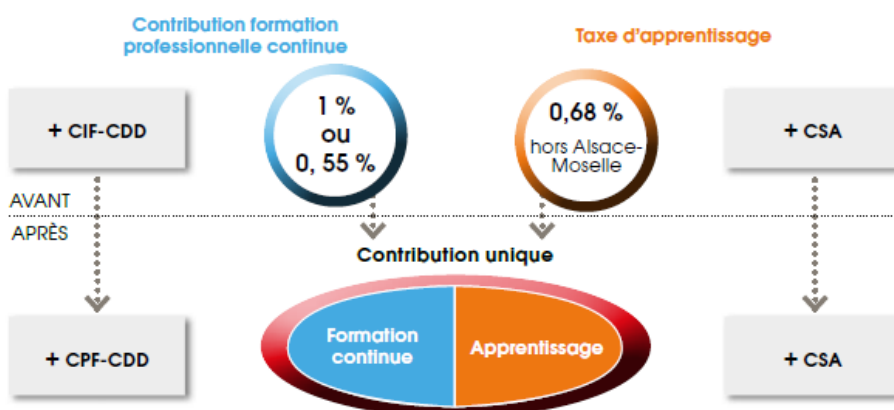 Contribution formation
professionnelle continue
Taxe d'apprentissage
+ CIF-CDD
1 %
ou
0, 55 %
0,68 %
hors Alsace-
Moselle
+ CSA
AVANT
APRÈS
Contribution unique
+ CPF-CDD
Formation
continue
Apprentissage
+ CSA